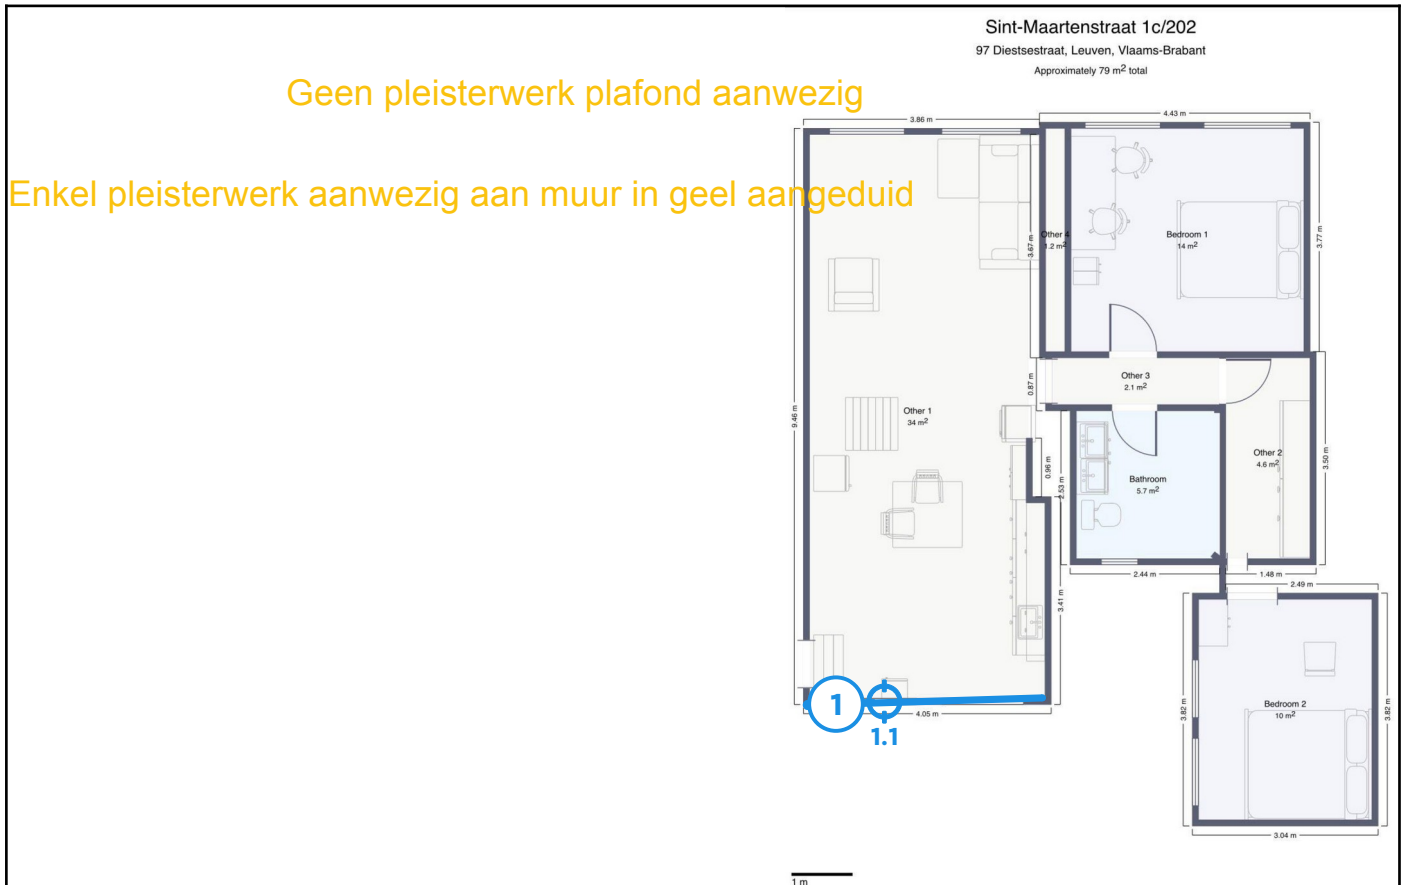 Sint-Maartenstraat 1c/202
97 Diestsestraat, Leuven, Vlaams-Brabant
Approximately 79 m² total
Geen pleisterwerk plafond aanwezig
3.86 m
4.43 m
Enkel pleisterwerk aanwezig aan muur in geel aangeduid
Other 4
1.2 m²
3.67 m
Bedroom 1
14 m²
3.77 m
Other 3
2.1 m²
0.87 m
9.46 m
Other 1
34 m²
0.96 m
2.53 m
Bathroom
5.7 m²
Other 2
4.6 m²
3.50 m
2.44 m
1.48 m
2.49 m
3.41 m
1
1.1
4.05 m
3.82 m
Bedroom 2
10 m²
3.82 m
3.04 m
1 m